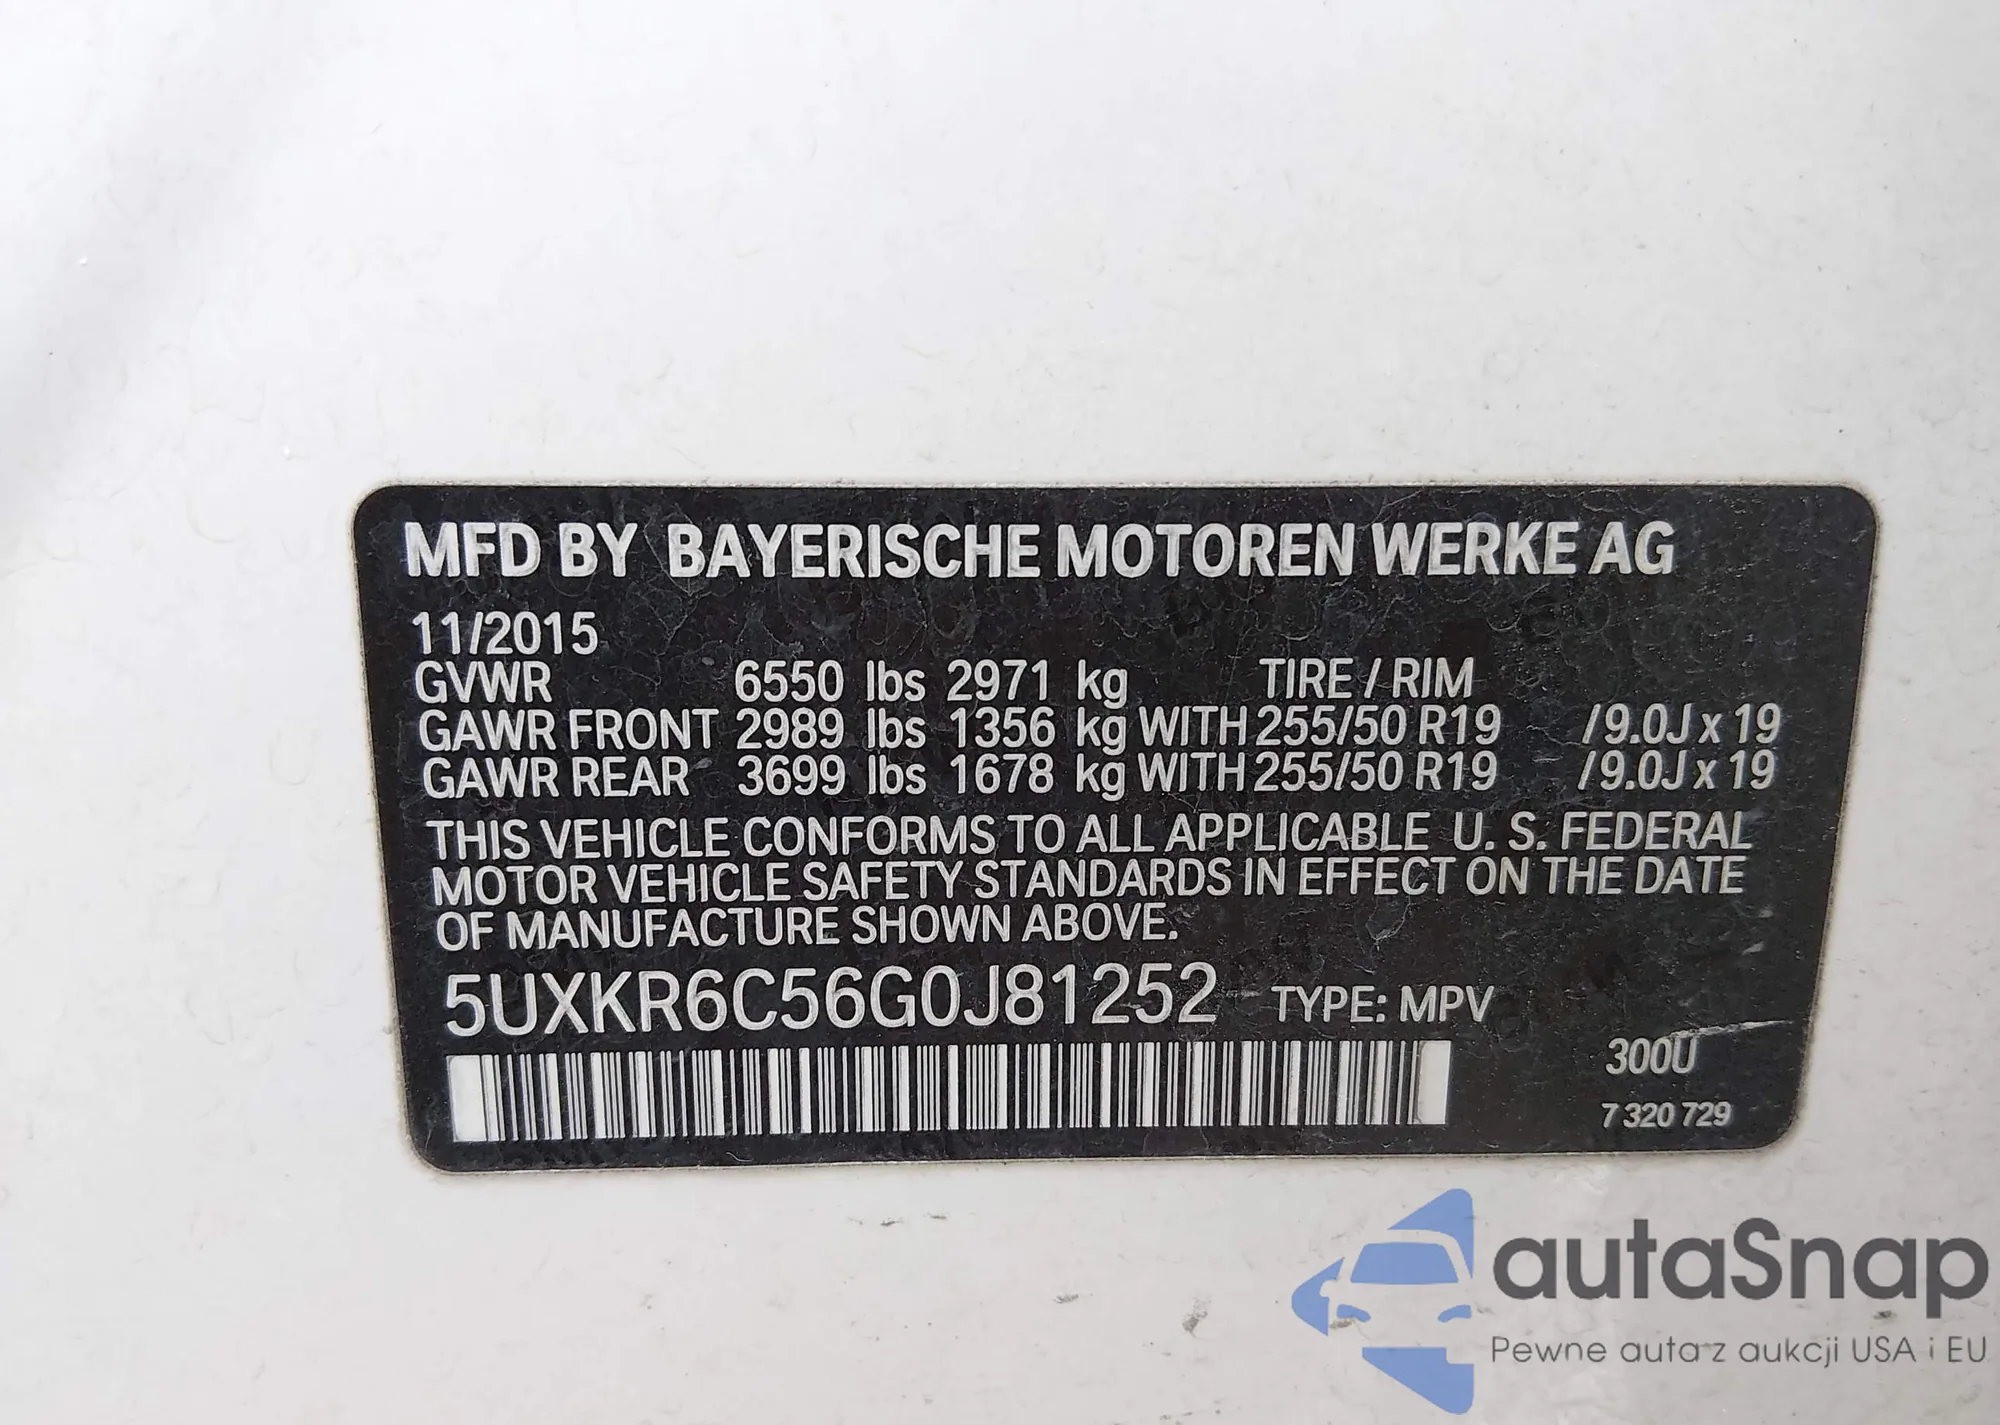 MFD BY BAYERISCHE MOTOREN WERKE AG
11/2015
GVWR 6550 lbs 2971 kg TIRE / RIM
GAWR FRONT 2989 lbs 1356 kg WITH 255/50 R19 /9.0J x 19
GAWR REAR 3699 lbs 1678 kg WITH 255/50 R19 /9.0J x 19
THIS VEHICLE CONFORMS TO ALL APPLICABLE U. S. FEDERAL
MOTOR VEHICLE SAFETY STANDARDS IN EFFECT ON THE DATE
OF MANUFACTURE SHOWN ABOVE.
5UXKR6C56G0J81252 TYPE: MPV
300U
7 320 729
autaSnap
Pewne auta z aukcji USA i EU